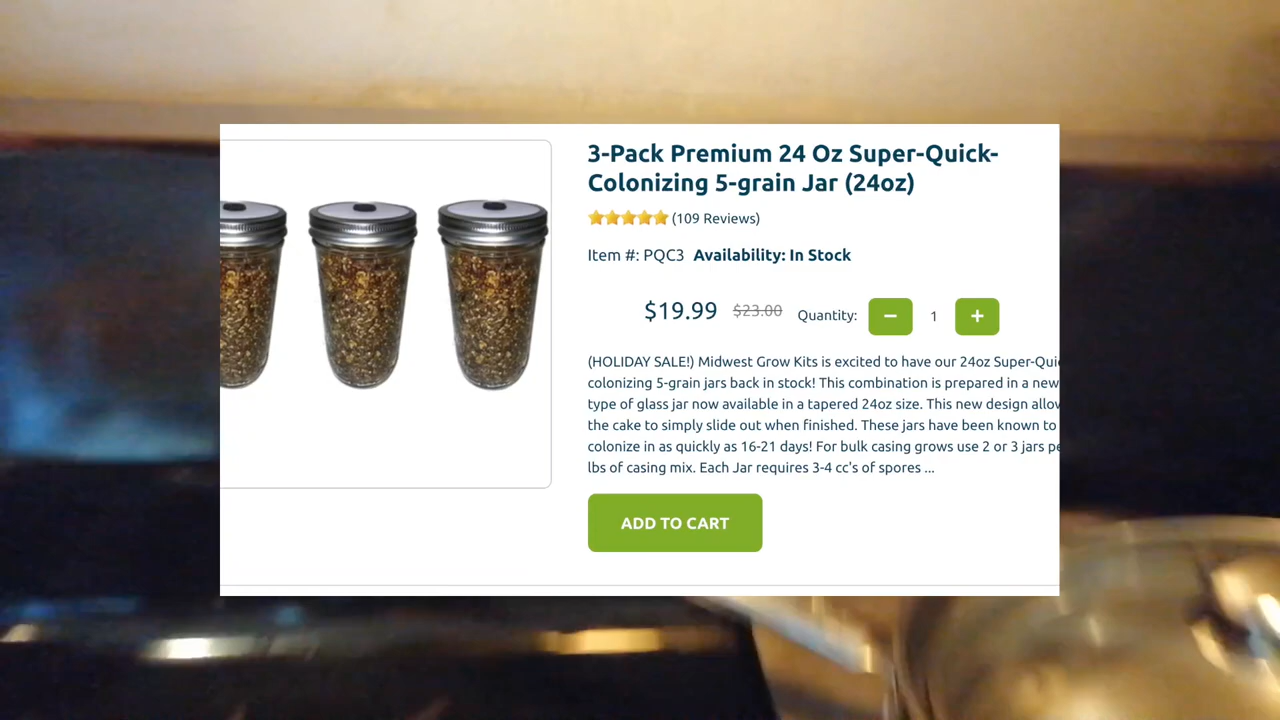 3-Pack Premium 24 Oz Super-Quick-
Colonizing 5-grain Jar (24oz)
(109 Reviews)
Item #: PQC3 Availability: In Stock
$19.99 $23.00 Quantity: − 1 +
(HOLIDAY SALE!) Midwest Grow Kits is excited to have our 24oz Super-Quic
colonizing 5-grain jars back in stock! This combination is prepared in a new
type of glass jar now available in a tapered 24oz size. This new design allov
the cake to simply slide out when finished. These jars have been known to
colonize in as quickly as 16-21 days! For bulk casing grows use 2 or 3 jars pe
lbs of casing mix. Each Jar requires 3-4 cc's of spores ...
ADD TO CART